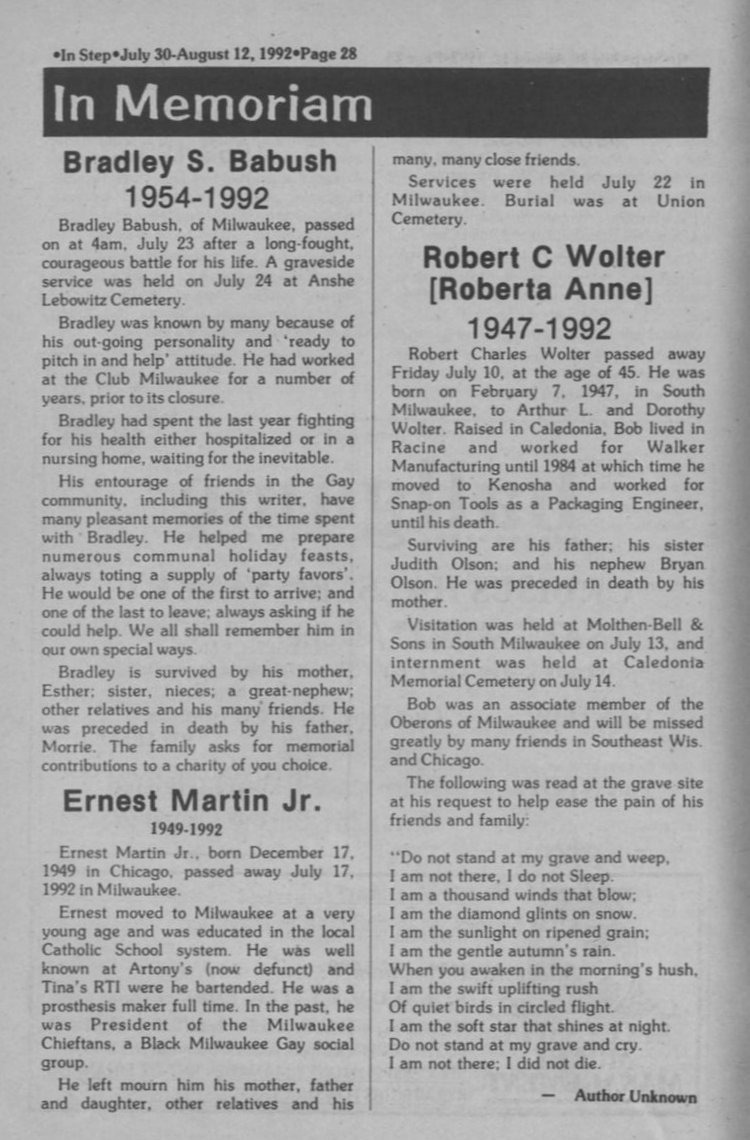 •In Step•July 30-August 12, 1992•Page 28
In Memoriam
Bradley S. Babush
1954-1992
Bradley Babush, of Milwaukee, passed
on at 4am, July 23 after a long-fought,
courageous battle for his life. A graveside
service was held on July 24 at Anshe
Lebowitz Cemetery.
Bradley was known by many because of
his out-going personality and 'ready to
pitch in and help' attitude. He had worked
at the Club Milwaukee for a number of
years, prior to its closure.
Bradley had spent the last year fighting
for his health either hospitalized or in a
nursing home, waiting for the inevitable.
His entourage of friends in the Gay
community, including this writer, have
many pleasant memories of the time spent
with Bradley. He helped me prepare
numerous communal holiday feasts,
always toting a supply of 'party favors'.
He would be one of the first to arrive; and
one of the last to leave; always asking if he
could help. We all shall remember him in
our own special ways.
Bradley is survived by his mother,
Esther; sister, nieces; a great-nephew;
other relatives and his many friends. He
was preceded in death by his father,
Morrie. The family asks for memorial
contributions to a charity of you choice.
Ernest Martin Jr.
1949-1992
Ernest Martin Jr., born December 17,
1949 in Chicago, passed away July 17,
1992 in Milwaukee.
Ernest moved to Milwaukee at a very
young age and was educated in the local
Catholic School system. He was well
known at Artony's (now defunct) and
Tina's RTI were he bartended. He was a
prosthesis maker full time. In the past, he
was President of the Milwaukee
Chieftans, a Black Milwaukee Gay social
group.
He left mourn him his mother, father
and daughter, other relatives and his
many, many close friends.
Services were held July 22 in
Milwaukee. Burial was at Union
Cemetery.
Robert C Wolter
[Roberta Anne]
1947-1992
Robert Charles Wolter passed away
Friday July 10, at the age of 45. He was
born on February 7, 1947, in South
Milwaukee, to Arthur L. and Dorothy
Wolter. Raised in Caledonia, Bob lived in
Racine and worked for Walker
Manufacturing until 1984 at which time he
moved to Kenosha and worked for
Snap-on Tools as a Packaging Engineer,
until his death.
Surviving are his father; his sister
Judith Olson; and his nephew Bryan
Olson. He was preceded in death by his
mother.
Visitation was held at Molthen-Bell &
Sons in South Milwaukee on July 13, and
internment was held at Caledonia
Memorial Cemetery on July 14.
Bob was an associate member of the
Oberons of Milwaukee and will be missed
greatly by many friends in Southeast Wis.
and Chicago.
The following was read at the grave site
at his request to help ease the pain of his
friends and family:
"Do not stand at my grave and weep,
I am not there, I do not Sleep.
I am a thousand winds that blow;
I am the diamond glints on snow.
I am the sunlight on ripened grain;
I am the gentle autumn's rain.
When you awaken in the morning's hush,
I am the swift uplifting rush
Of quiet birds in circled flight.
I am the soft star that shines at night.
Do not stand at my grave and cry.
I am not there; I did not die.
— Author Unknown